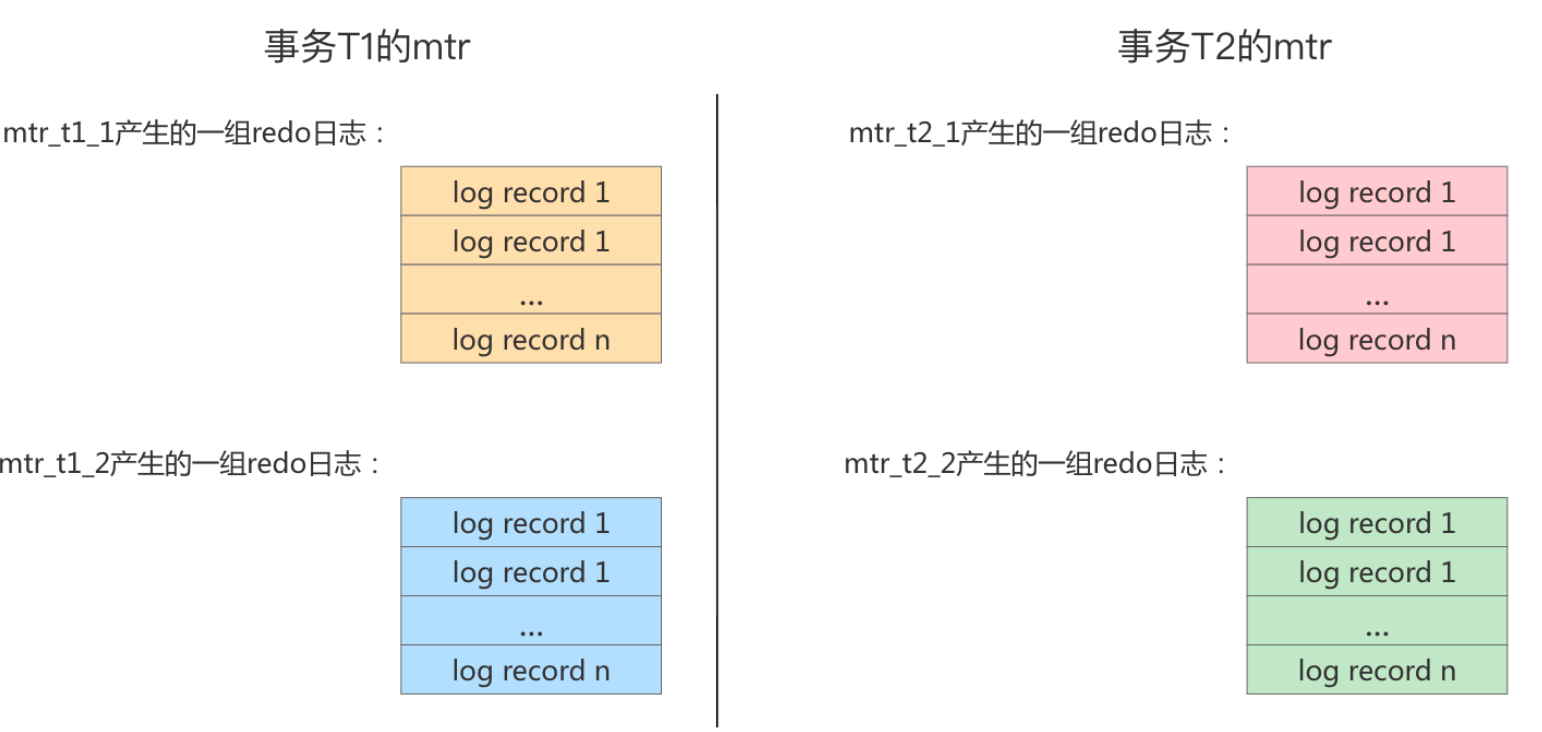 事务T1的mtr
mtr_t1_1产生的一组redo日志：
log record 1
log record 1
...
log record n
mtr_t1_2产生的一组redo日志：
log record 1
log record 1
...
log record n
事务T2的mtr
mtr_t2_1产生的一组redo日志：
log record 1
log record 1
...
log record n
mtr_t2_2产生的一组redo日志：
log record 1
log record 1
...
log record n